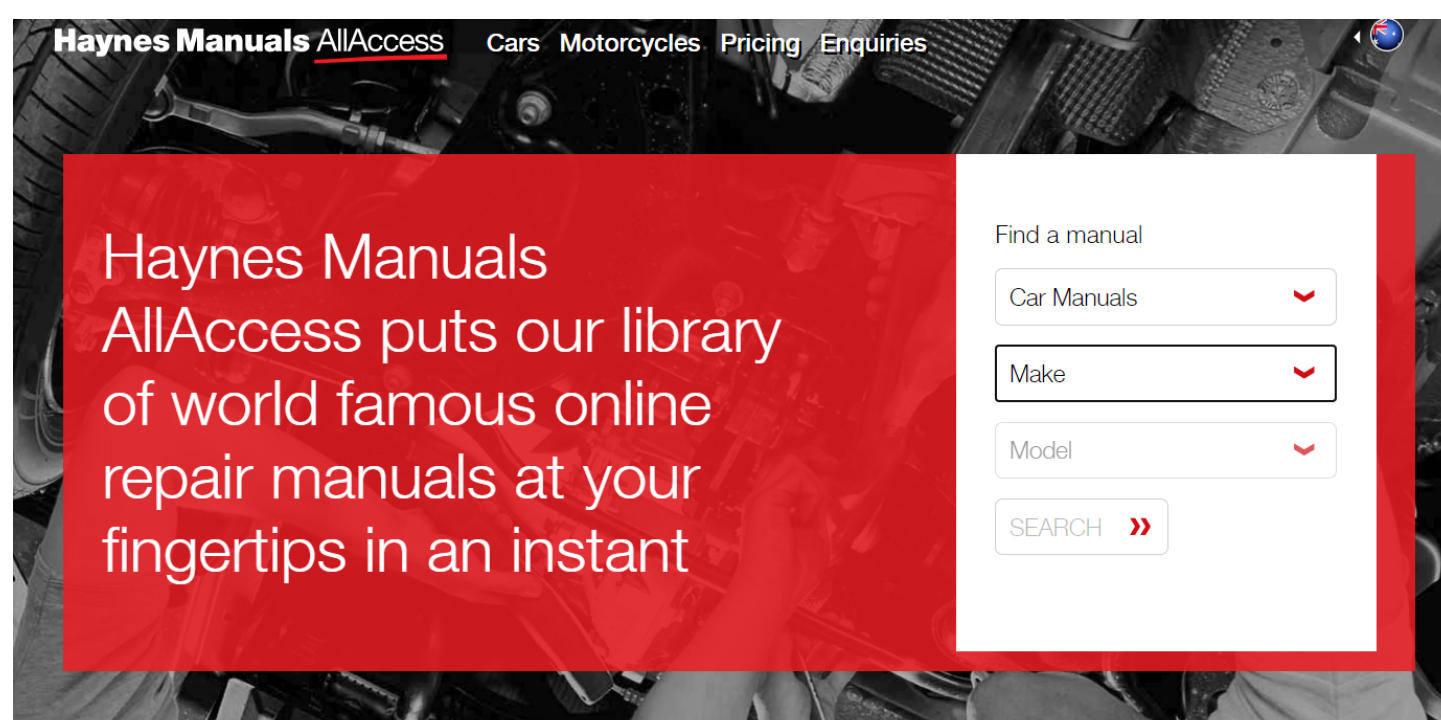 Haynes Manuals AllAccess Cars Motorcycles Pricing Enquiries
Haynes Manuals
AllAccess puts our library
of world famous online
repair manuals at your
fingertips in an instant
Find a manual
Car Manuals
Make
Model
SEARCH